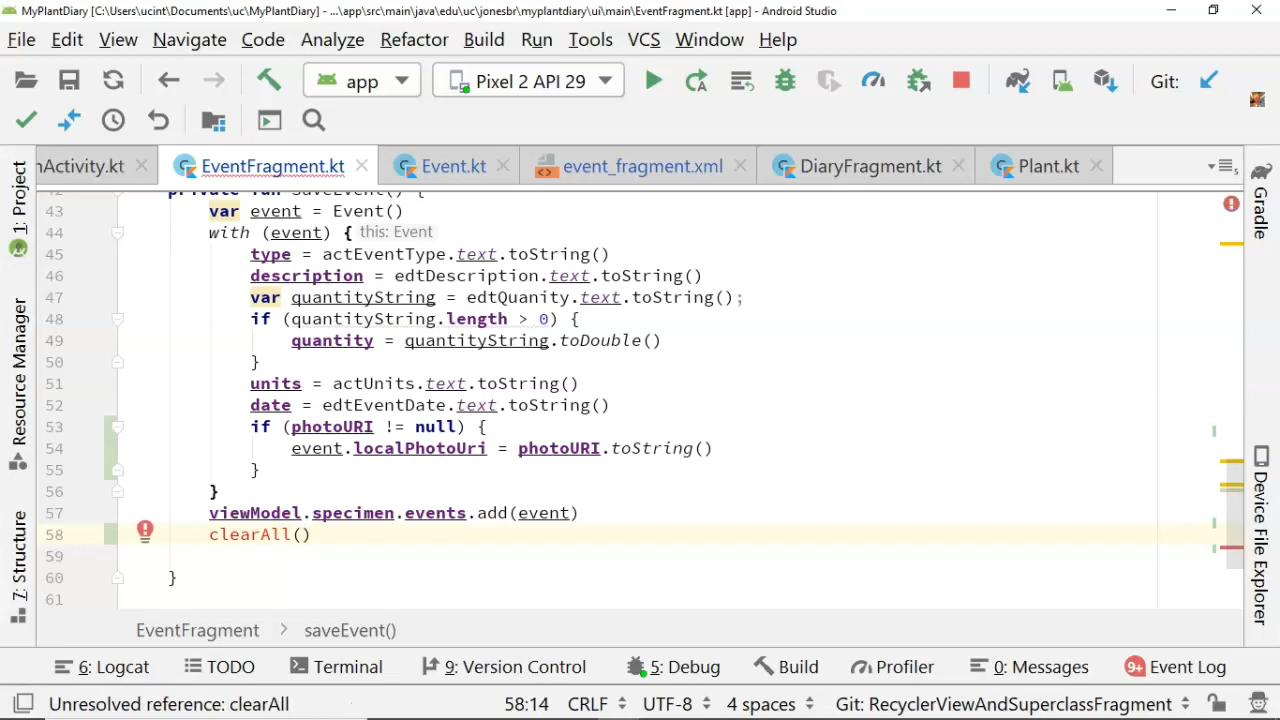 MyPlantDiary [C:\Users\ucint\Documents\uc\MyPlantDiary] - ...\app\src\main\java\edu\uc\jonesbr\myplantdiary\ui\main\EventFragment.kt [app] - Android Studio
File Edit View Navigate Code Analyze Refactor Build Run Tools VCS Window Help
app Pixel 2 API 29 Git:
nActivity.kt EventFragment.kt Event.kt event_fragment.xml DiaryFragment.kt Plant.kt
1: Project
Resource Manager
7: Structure
42 private fun saveEvent() {
43 var event = Event()
44 with (event) { this: Event
45 type = actEventType.text.toString()
46 description = edtDescription.text.toString()
47 var quantityString = edtQuanity.text.toString();
48 if (quantityString.length > 0) {
49 quantity = quantityString.toDouble()
50 }
51 units = actUnits.text.toString()
52 date = edtEventDate.text.toString()
53 if (photoURI != null) {
54 event.localPhotoUri = photoURI.toString()
55 }
56 }
57 viewModel.specimen.events.add(event)
58 clearAll()
59
60 }
61
Gradle
Device File Explorer
EventFragment > saveEvent()
6: Logcat TODO Terminal 9: Version Control 5: Debug Build Profiler 0: Messages 9+ Event Log
Unresolved reference: clearAll 58:14 CRLF UTF-8 4 spaces Git: RecyclerViewAndSuperclassFragment